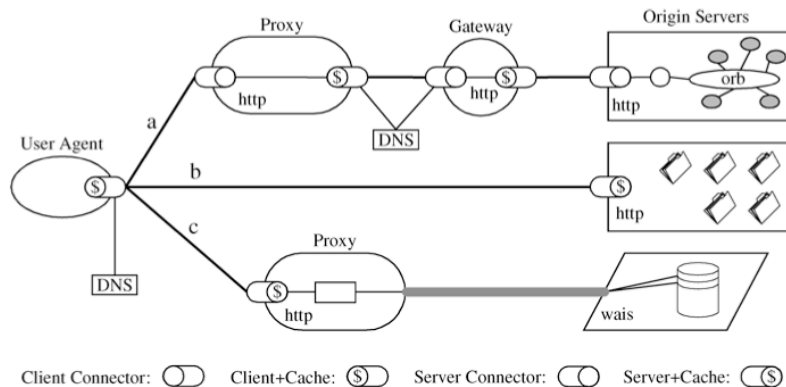 Proxy
Gateway
Origin Servers
$
$
http
http
http
orb
a
DNS
User Agent
$
b
$
http
c
DNS
Proxy
$
http
wais
Client Connector:
Client+Cache: $
Server Connector:
Server+Cache: $